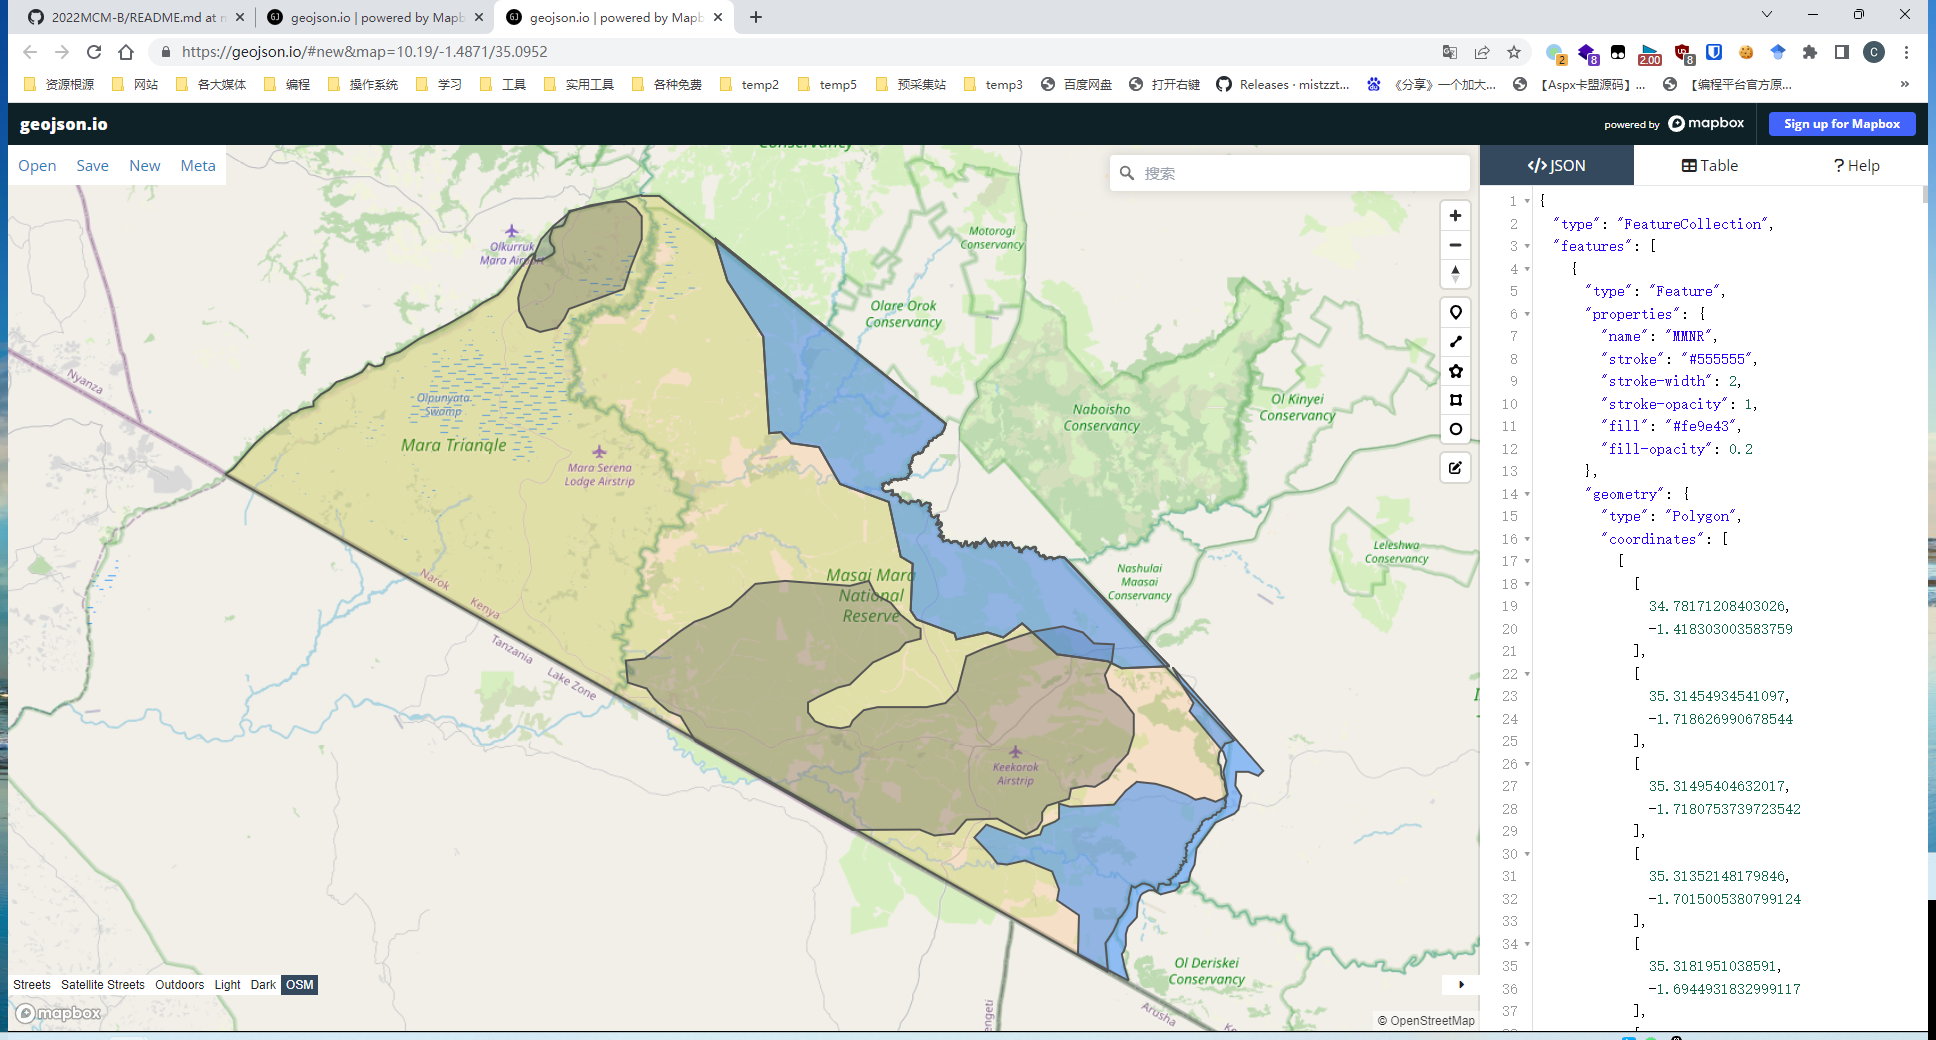 2022MCM-B/README.md at m
geojson.io | powered by Mapb
geojson.io | powered by Mapb
https://geojson.io/#new&map=10.19/-1.4871/35.0952
2
8
2.00
8
C
资源根源
网站
各大媒体
编程
操作系统
学习
工具
实用工具
各种免费
temp2
temp5
预采集站
temp3
百度网盘
打开右键
Releases · mistzzt...
《分享》一个加大...
【Aspx卡盟源码】...
【编程平台官方原...
geojson.io
powered by mapbox
Sign up for Mapbox
Open Save New Meta
搜索
JSON
Table
? Help
Conservancy
Motorogi
Conservancy
Olkurruk
Mara Airport
Olare Orok
Conservancy
Nyanza
Olpunyata
Swamp
Mara Triangle
Mara Serena
Lodge Airstrip
Naboisho
Conservancy
Ol Kinyei
Conservancy
Leleshwa
Conservancy
Nashulai
Maasai
Conservancy
Masai Mara
National
Reserve
Narok
Kenya
Tanzania
Lake Zone
Keekorok
Airstrip
Ol Deriskei
Conservancy
Arusha
engeti
Streets Satellite Streets Outdoors Light Dark OSM
mapbox
© OpenStreetMap
1 {
2 "type": "FeatureCollection",
3 "features": [
4 {
5 "type": "Feature",
6 "properties": {
7 "name": "MMNR",
8 "stroke": "#555555",
9 "stroke-width": 2,
10 "stroke-opacity": 1,
11 "fill": "#fe9e43",
12 "fill-opacity": 0.2
13 },
14 "geometry": {
15 "type": "Polygon",
16 "coordinates": [
17 [
18 [
19 34.78171208403026,
20 -1.418303003583759
21 ],
22 [
23 35.31454934541097,
24 -1.718626990678544
25 ],
26 [
27 35.31495404632017,
28 -1.7180753739723542
29 ],
30 [
31 35.31352148179846,
32 -1.7015005380799124
33 ],
34 [
35 35.3181951038591,
36 -1.6944931832999117
37 ],